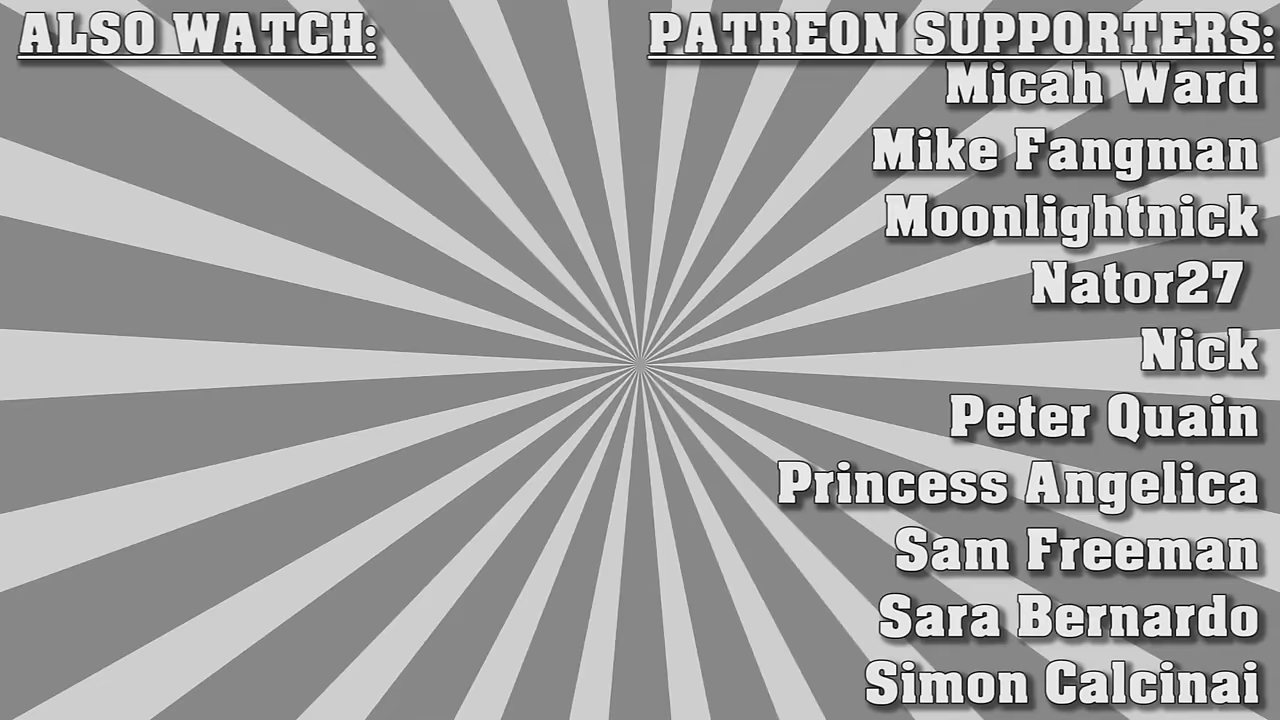 ALSO WATCH:
PATREON SUPPORTERS:
Micah Ward
Mike Fangman
Moonlightnick
Nator27
Nick
Peter Quain
Princess Angelica
Sam Freeman
Sara Bernardo
Simon Calcinai